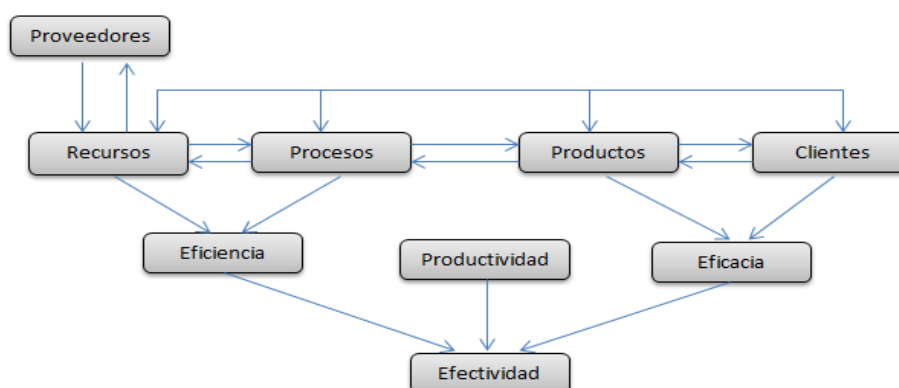 Proveedores
Recursos
Procesos
Productos
Clientes
Eficiencia
Productividad
Eficacia
Efectividad